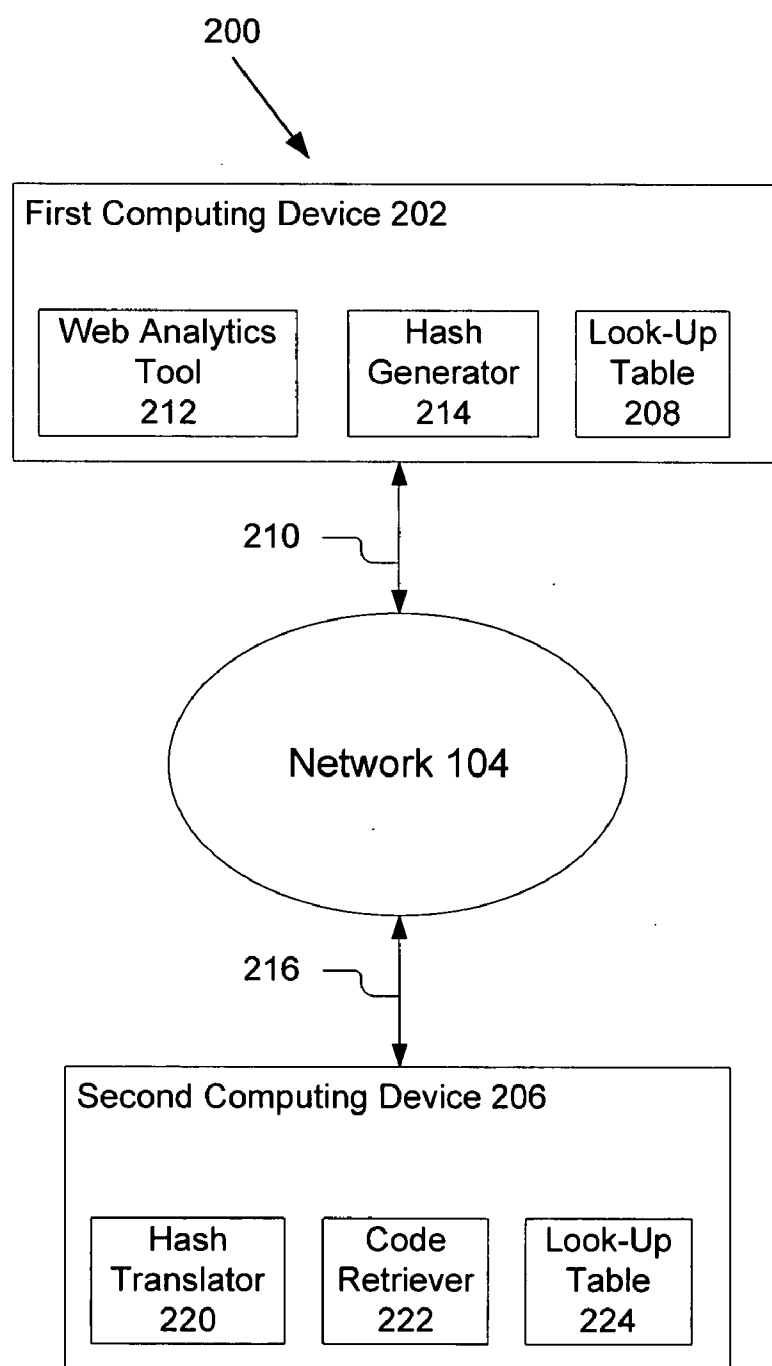 200
First Computing Device 202
Web Analytics
Tool
212
Hash
Generator
214
Look-Up
Table
208
210
Network 104
216
Second Computing Device 206
Hash
Translator
220
Code
Retriever
222
Look-Up
Table
224